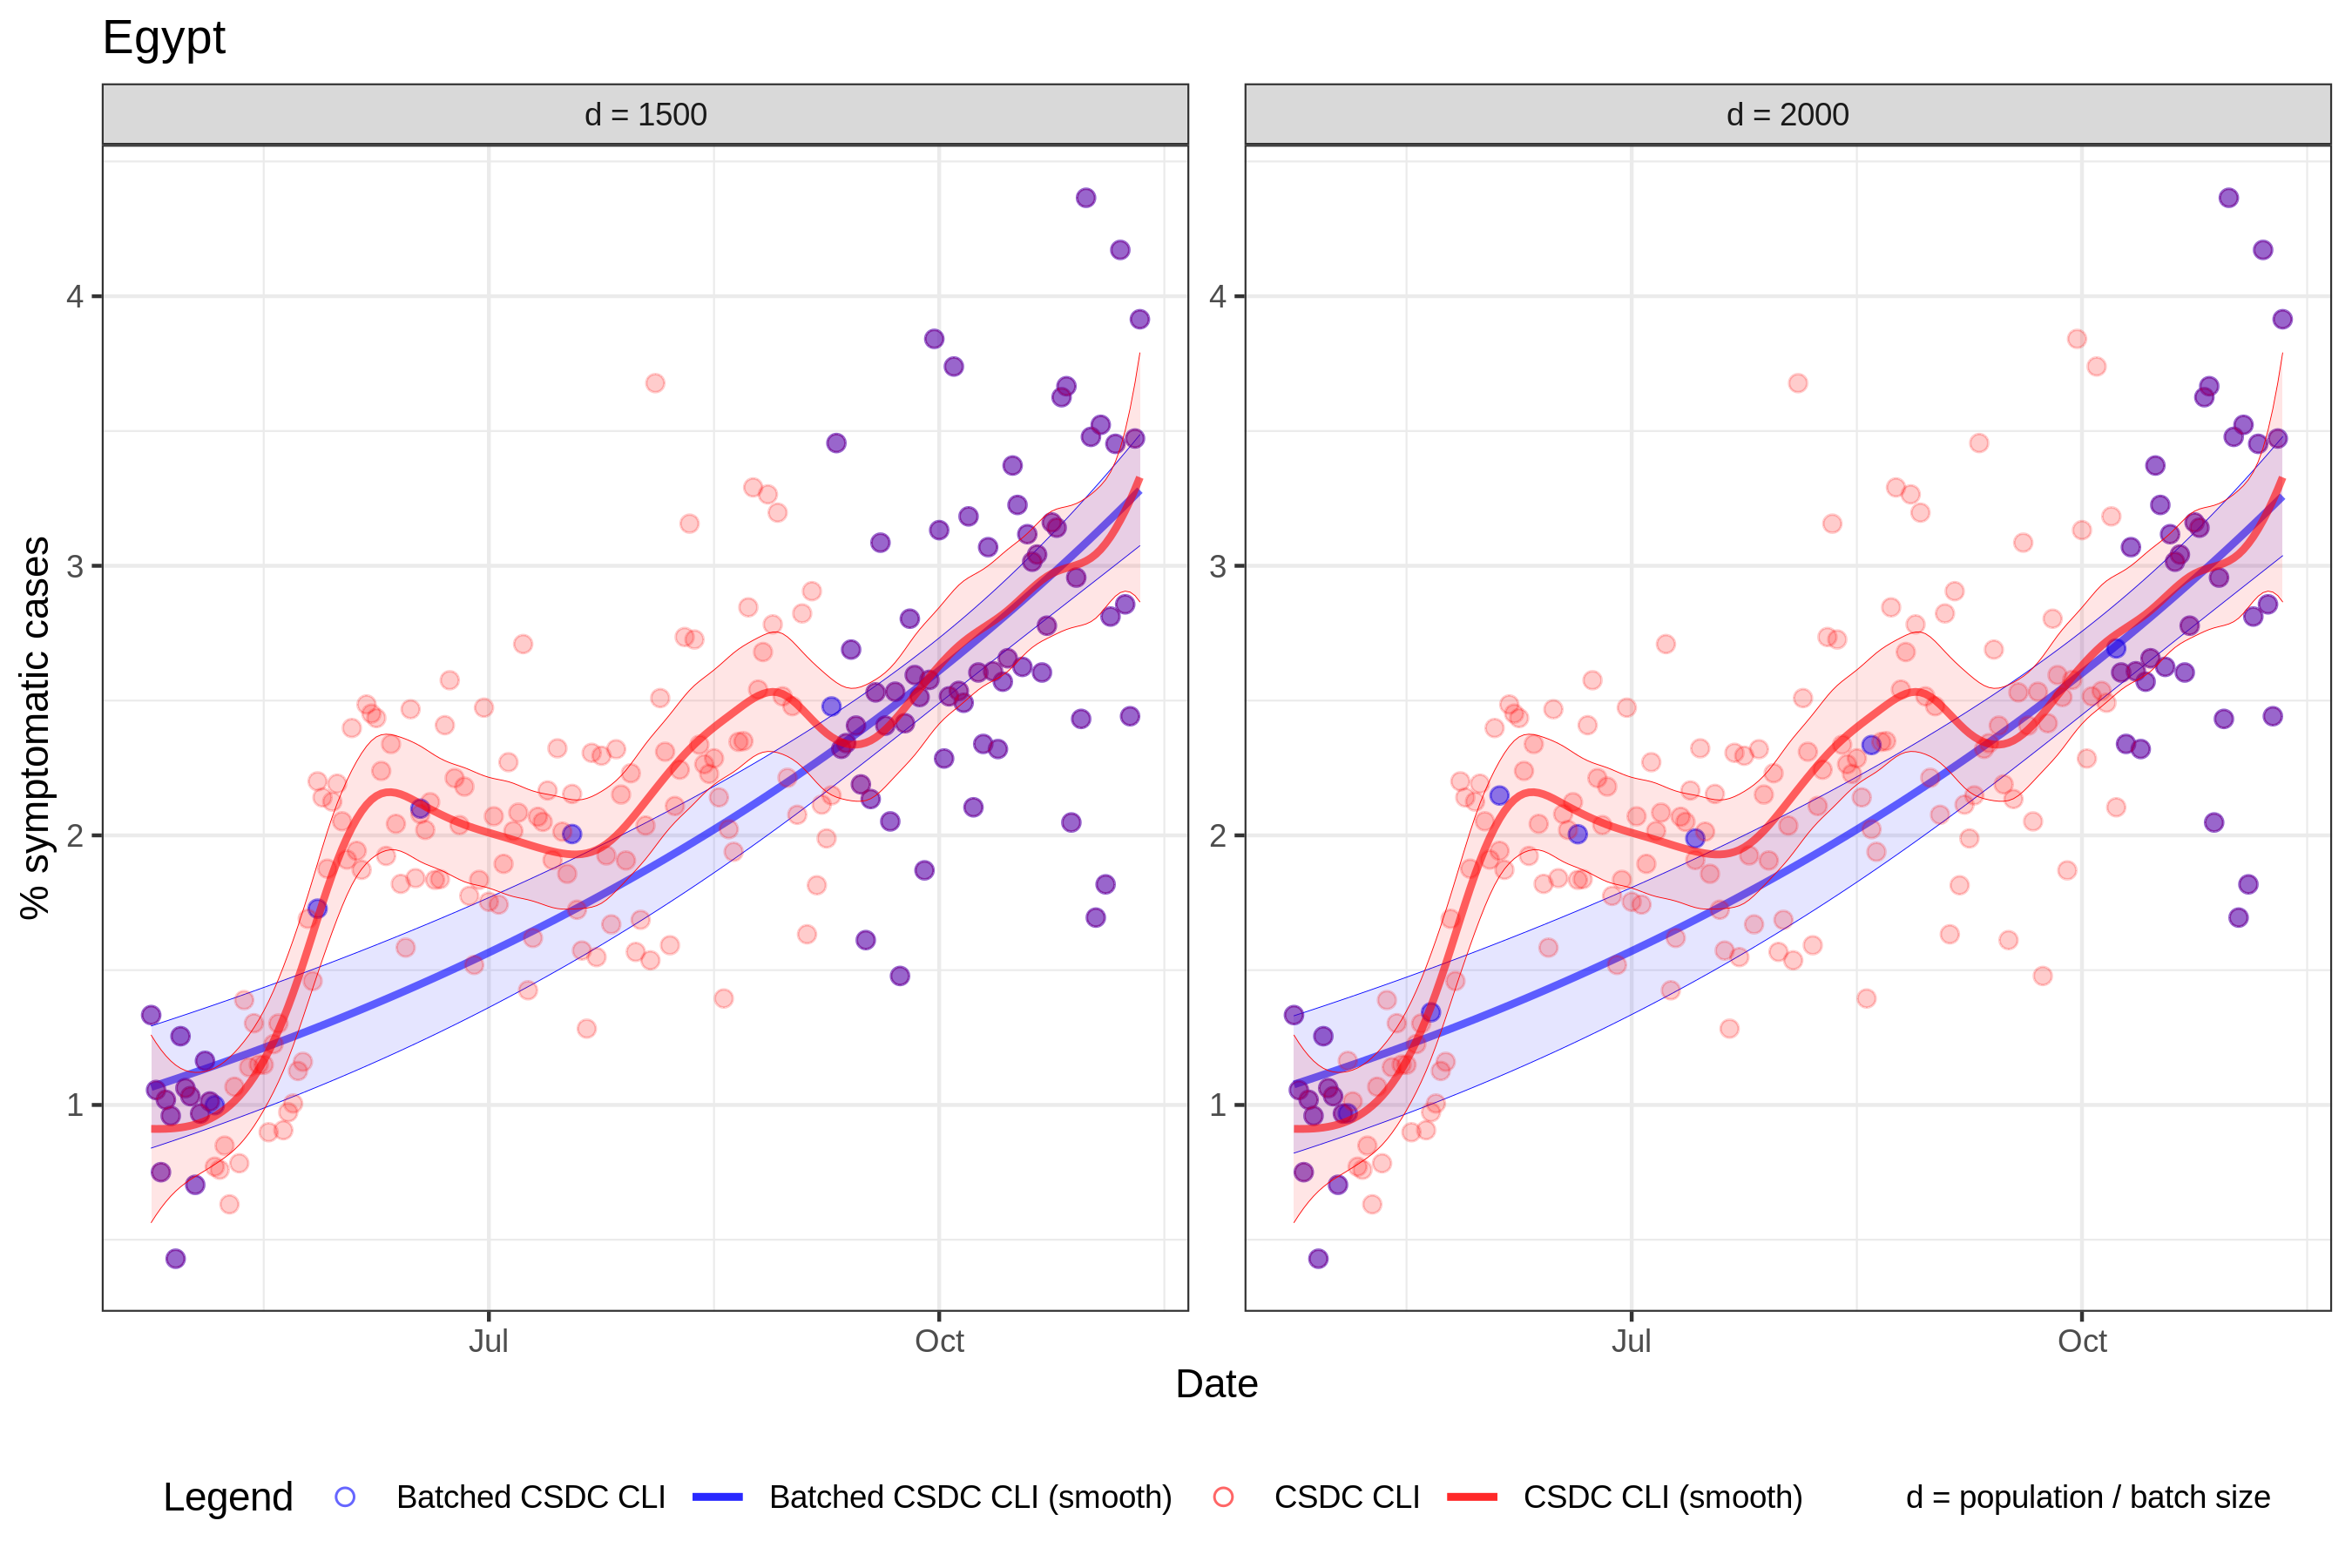 Egypt
d = 1500
d = 2000
% symptomatic cases
4
3
2
1
4
3
2
1
Jul
Oct
Jul
Oct
Date
Legend
Batched CSDC CLI
Batched CSDC CLI (smooth)
CSDC CLI
CSDC CLI (smooth)
d = population / batch size